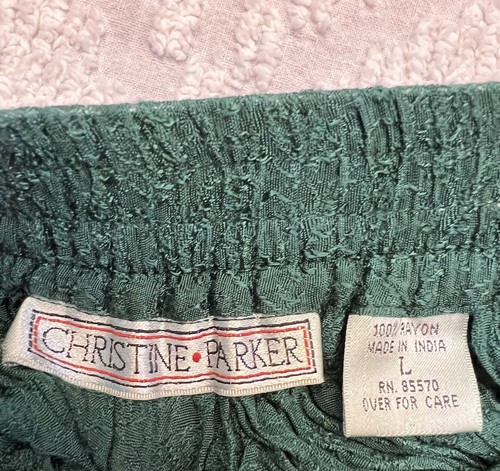 CHRISTINE • PARKER
100% RAYON
MADE IN INDIA
L
RN. 85570
OVER FOR CARE